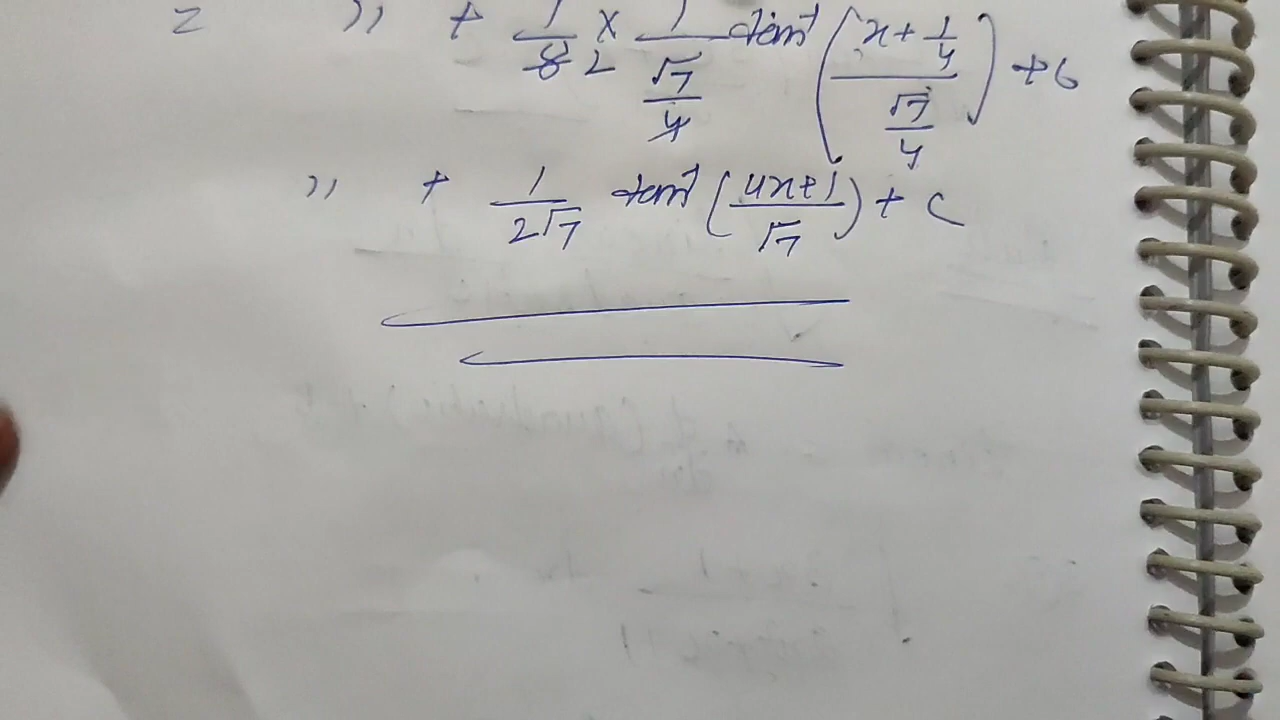 = " + 1/8 2 × 1/(√7/4) tan⁻¹ ((x + 1/4)/(√7/4)) + C
" + 1/(2√7) tan⁻¹ ((4x+1)/√7) + C